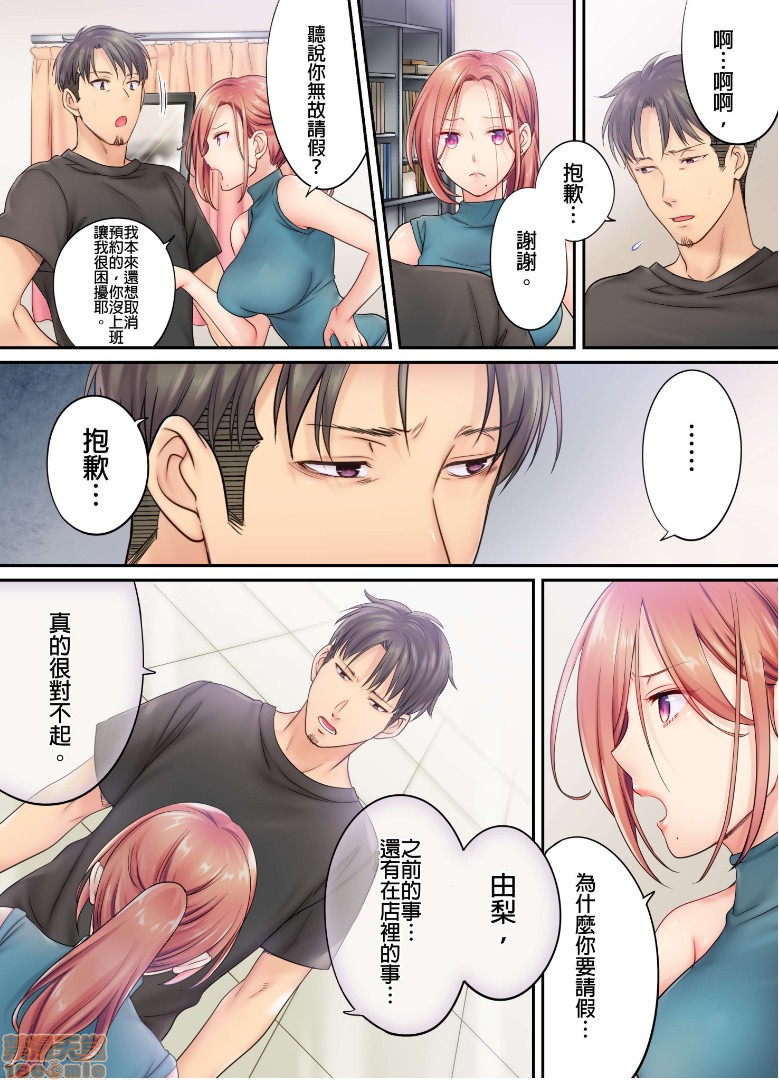 啊…啊啊，
抱歉…
謝謝。
聽說你無故請假？
我本來還想取消
預約的，你沒上班
讓我很困擾耶。
……
抱歉…
為什麼你要請假…
由梨，
之前的事…
還有在店裡的事…
真的很對不起。